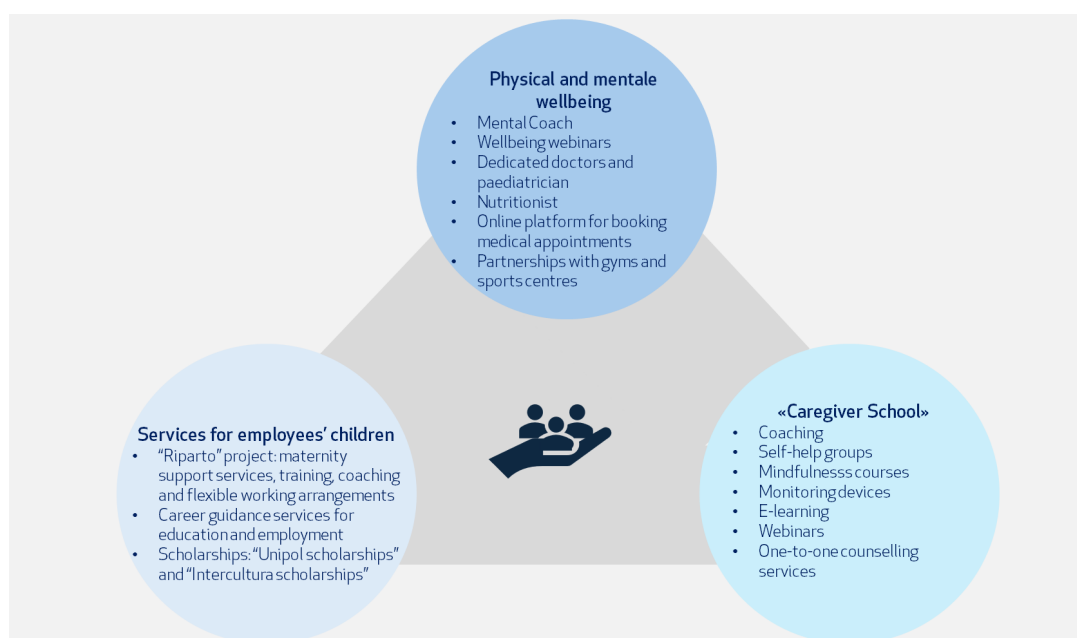 Physical and mentale
wellbeing
• Mental Coach
• Wellbeing webinars
• Dedicated doctors and
paediatrician
• Nutritionist
• Online platform for booking
medical appointments
• Partnerships with gyms and
sports centres
Services for employees’ children
• “Riparto” project: maternity
support services, training, coaching
and flexible working arrangements
• Career guidance services for
education and employment
• Scholarships: “Unipol scholarships”
and “Intercultura scholarships”
«Caregiver School»
• Coaching
• Self-help groups
• Mindfulnesss courses
• Monitoring devices
• E-learning
• Webinars
• One-to-one counselling
services